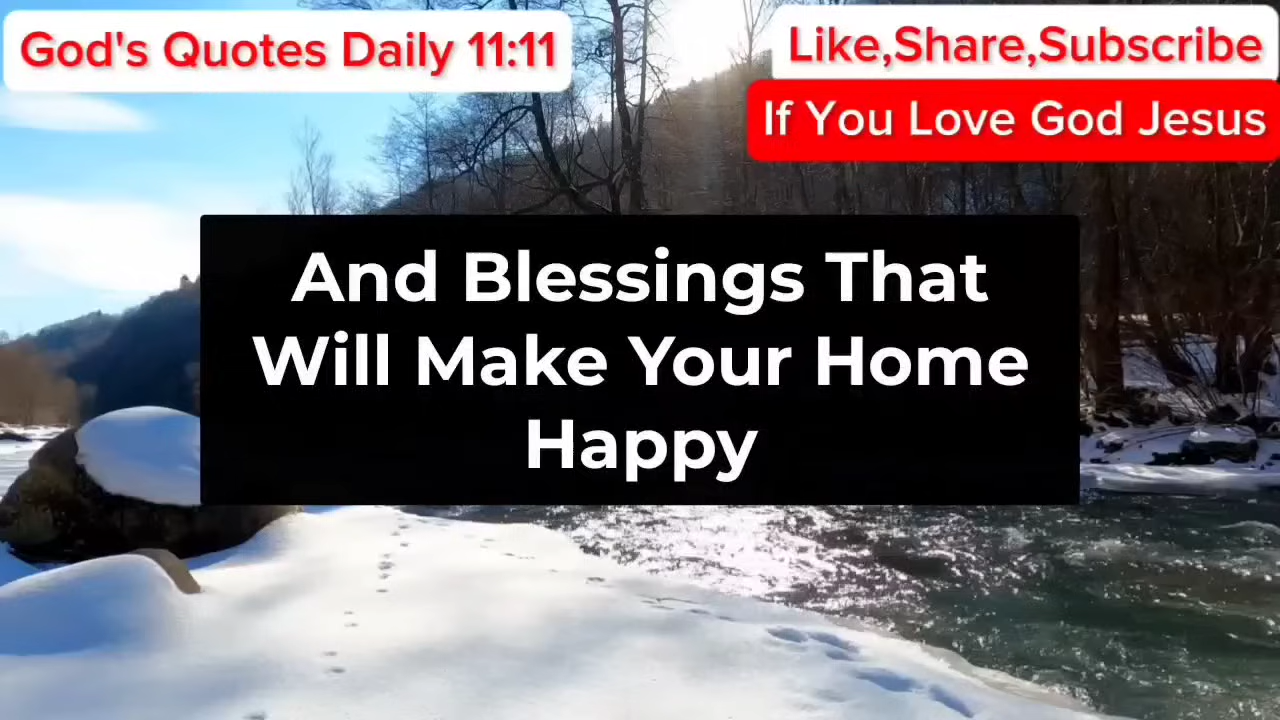 God's Quotes Daily 11:11
Like,Share,Subscribe
If You Love God Jesus
And Blessings That
Will Make Your Home
Happy